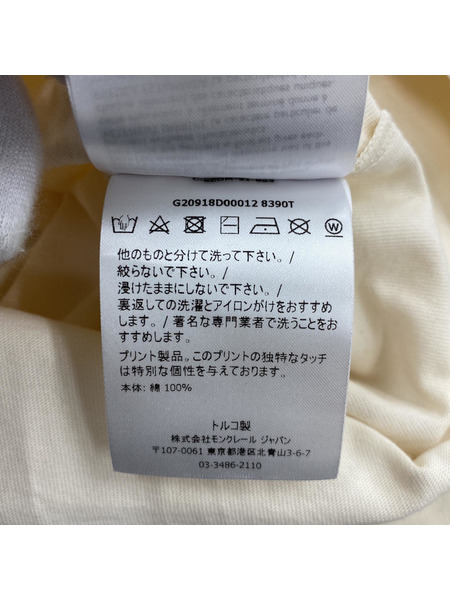 G20918D00012 8390T
W
他のものと分けて洗って下さい。/
絞らないで下さい。/
浸けたままにしないで下さい。/
裏返しての洗濯とアイロンがけをおすすめ
します。/ 著名な専門業者で洗うことをお
すすめします。
プリント製品。このプリントの独特なタッチ
は特別な個性を与えております。
本体: 綿 100%
トルコ製
株式会社モンクレール ジャパン
〒107-0061 東京都港区北青山3-6-7
03-3486-2110